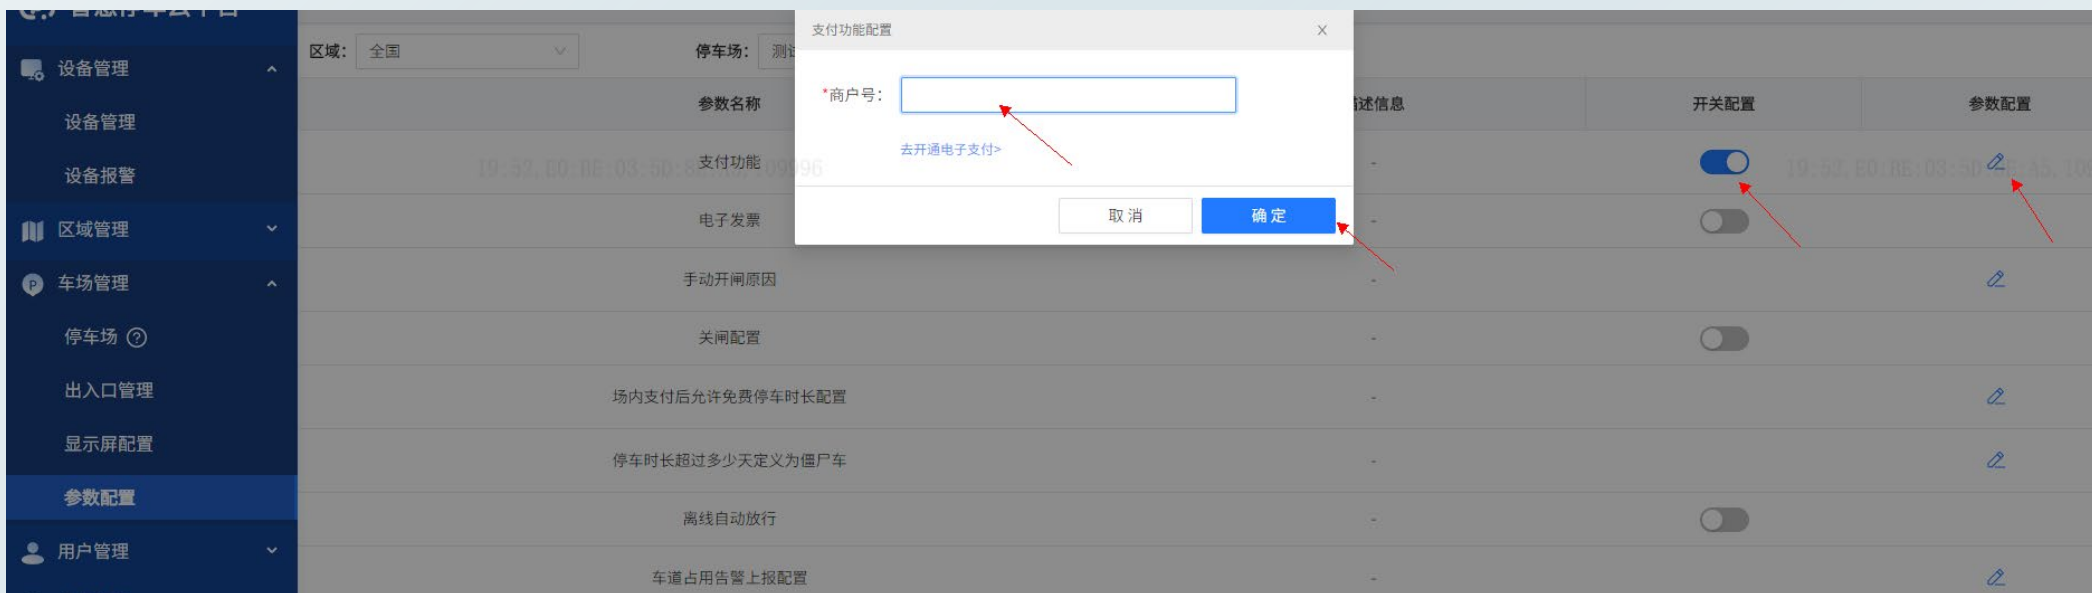 支付功能配置
区域： 全国
停车场：
设备管理
*商户号：
参数名称
述信息
开关配置
参数配置
设备管理
去开通电子支付>
支付功能
-
设备报警
取消
确定
电子发票
-
区域管理
手动开闸原因
-
车场管理
停车场
关闸配置
-
出入口管理
场内支付后允许免费停车时长配置
-
显示屏配置
停车时长超过多少天定义为僵尸车
-
参数配置
离线自动放行
-
用户管理
车道占用告警上报配置
-